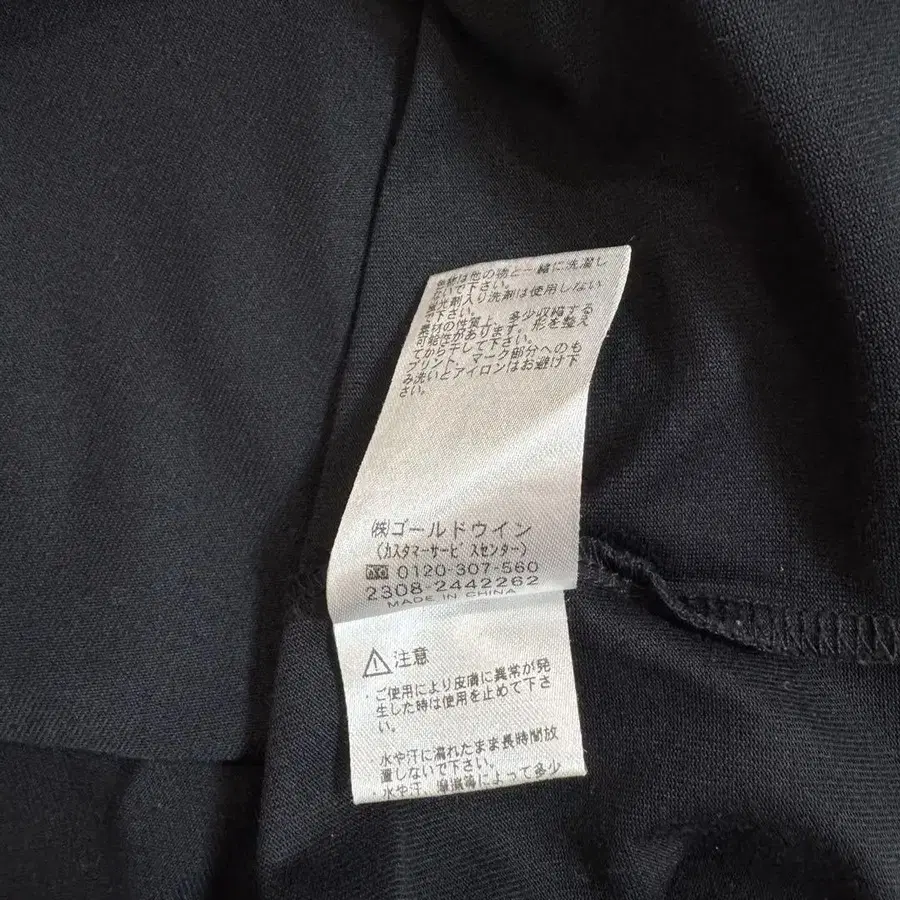 色物は他の物と一緒に洗濯し
ないで下さい。
蛍光剤入り洗剤は使用しない
で下さい。
素材の性質上、多少収縮する
可能性があります。形を整え
てから干して下さい。
プリント、マーク部分へのも
み洗いとアイロンはお避け下
さい。
㈱ゴールドウイン
(ｶｽﾀﾏｰｻｰﾋﾞｽｾﾝﾀｰ)
0120-307-560
2308-2442262
MADE IN CHINA
⚠注意
・ご使用により皮膚に異常が発
生した時は使用を止めて下さ
い。
・水や汗に濡れたまま長時間放
置しないで下さい。
・水や汗、摩擦等によって多少